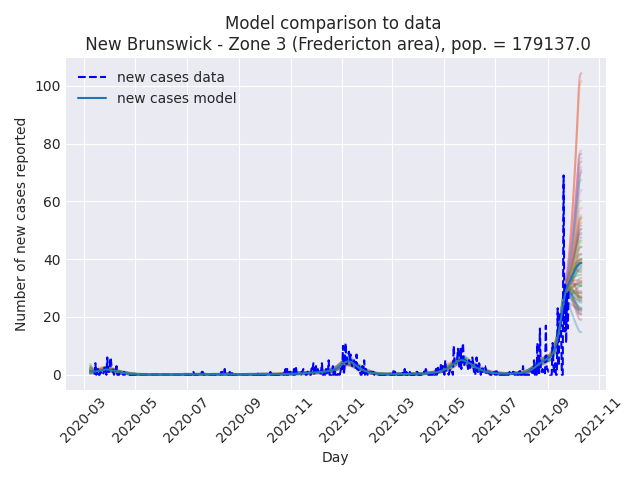 Model comparison to data
New Brunswick - Zone 3 (Fredericton area), pop. = 179137.0
new cases data
new cases model
Number of new cases reported
100
80
60
40
20
0
2020-03
2020-05
2020-07
2020-09
2020-11
2021-01
2021-03
2021-05
2021-07
2021-09
2021-11
Day